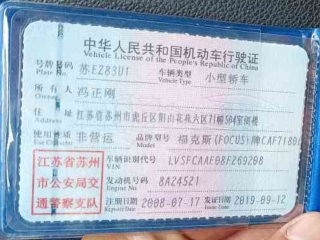 中华人民共和国机动车行驶证
Vehicle License of the People's Republic of China
号牌号码 苏EZ83U1 车辆类型 小型轿车
Plate No. Vehicle Type
所有人 冯正刚
Owner
住址 江苏省苏州市虎丘区阳山花苑六区71幢504室阁楼
Address
使用性质 非营运 品牌型号 福克斯(FOCUS)牌CAF7180
Use Character
江苏省苏州
市公安局交
通警察支队
车辆识别代号 LVSFCAAE08F269208
VIN
发动机号码 8A24521
Engine No.
注册日期 2008-07-17 发证日期 2019-09-12